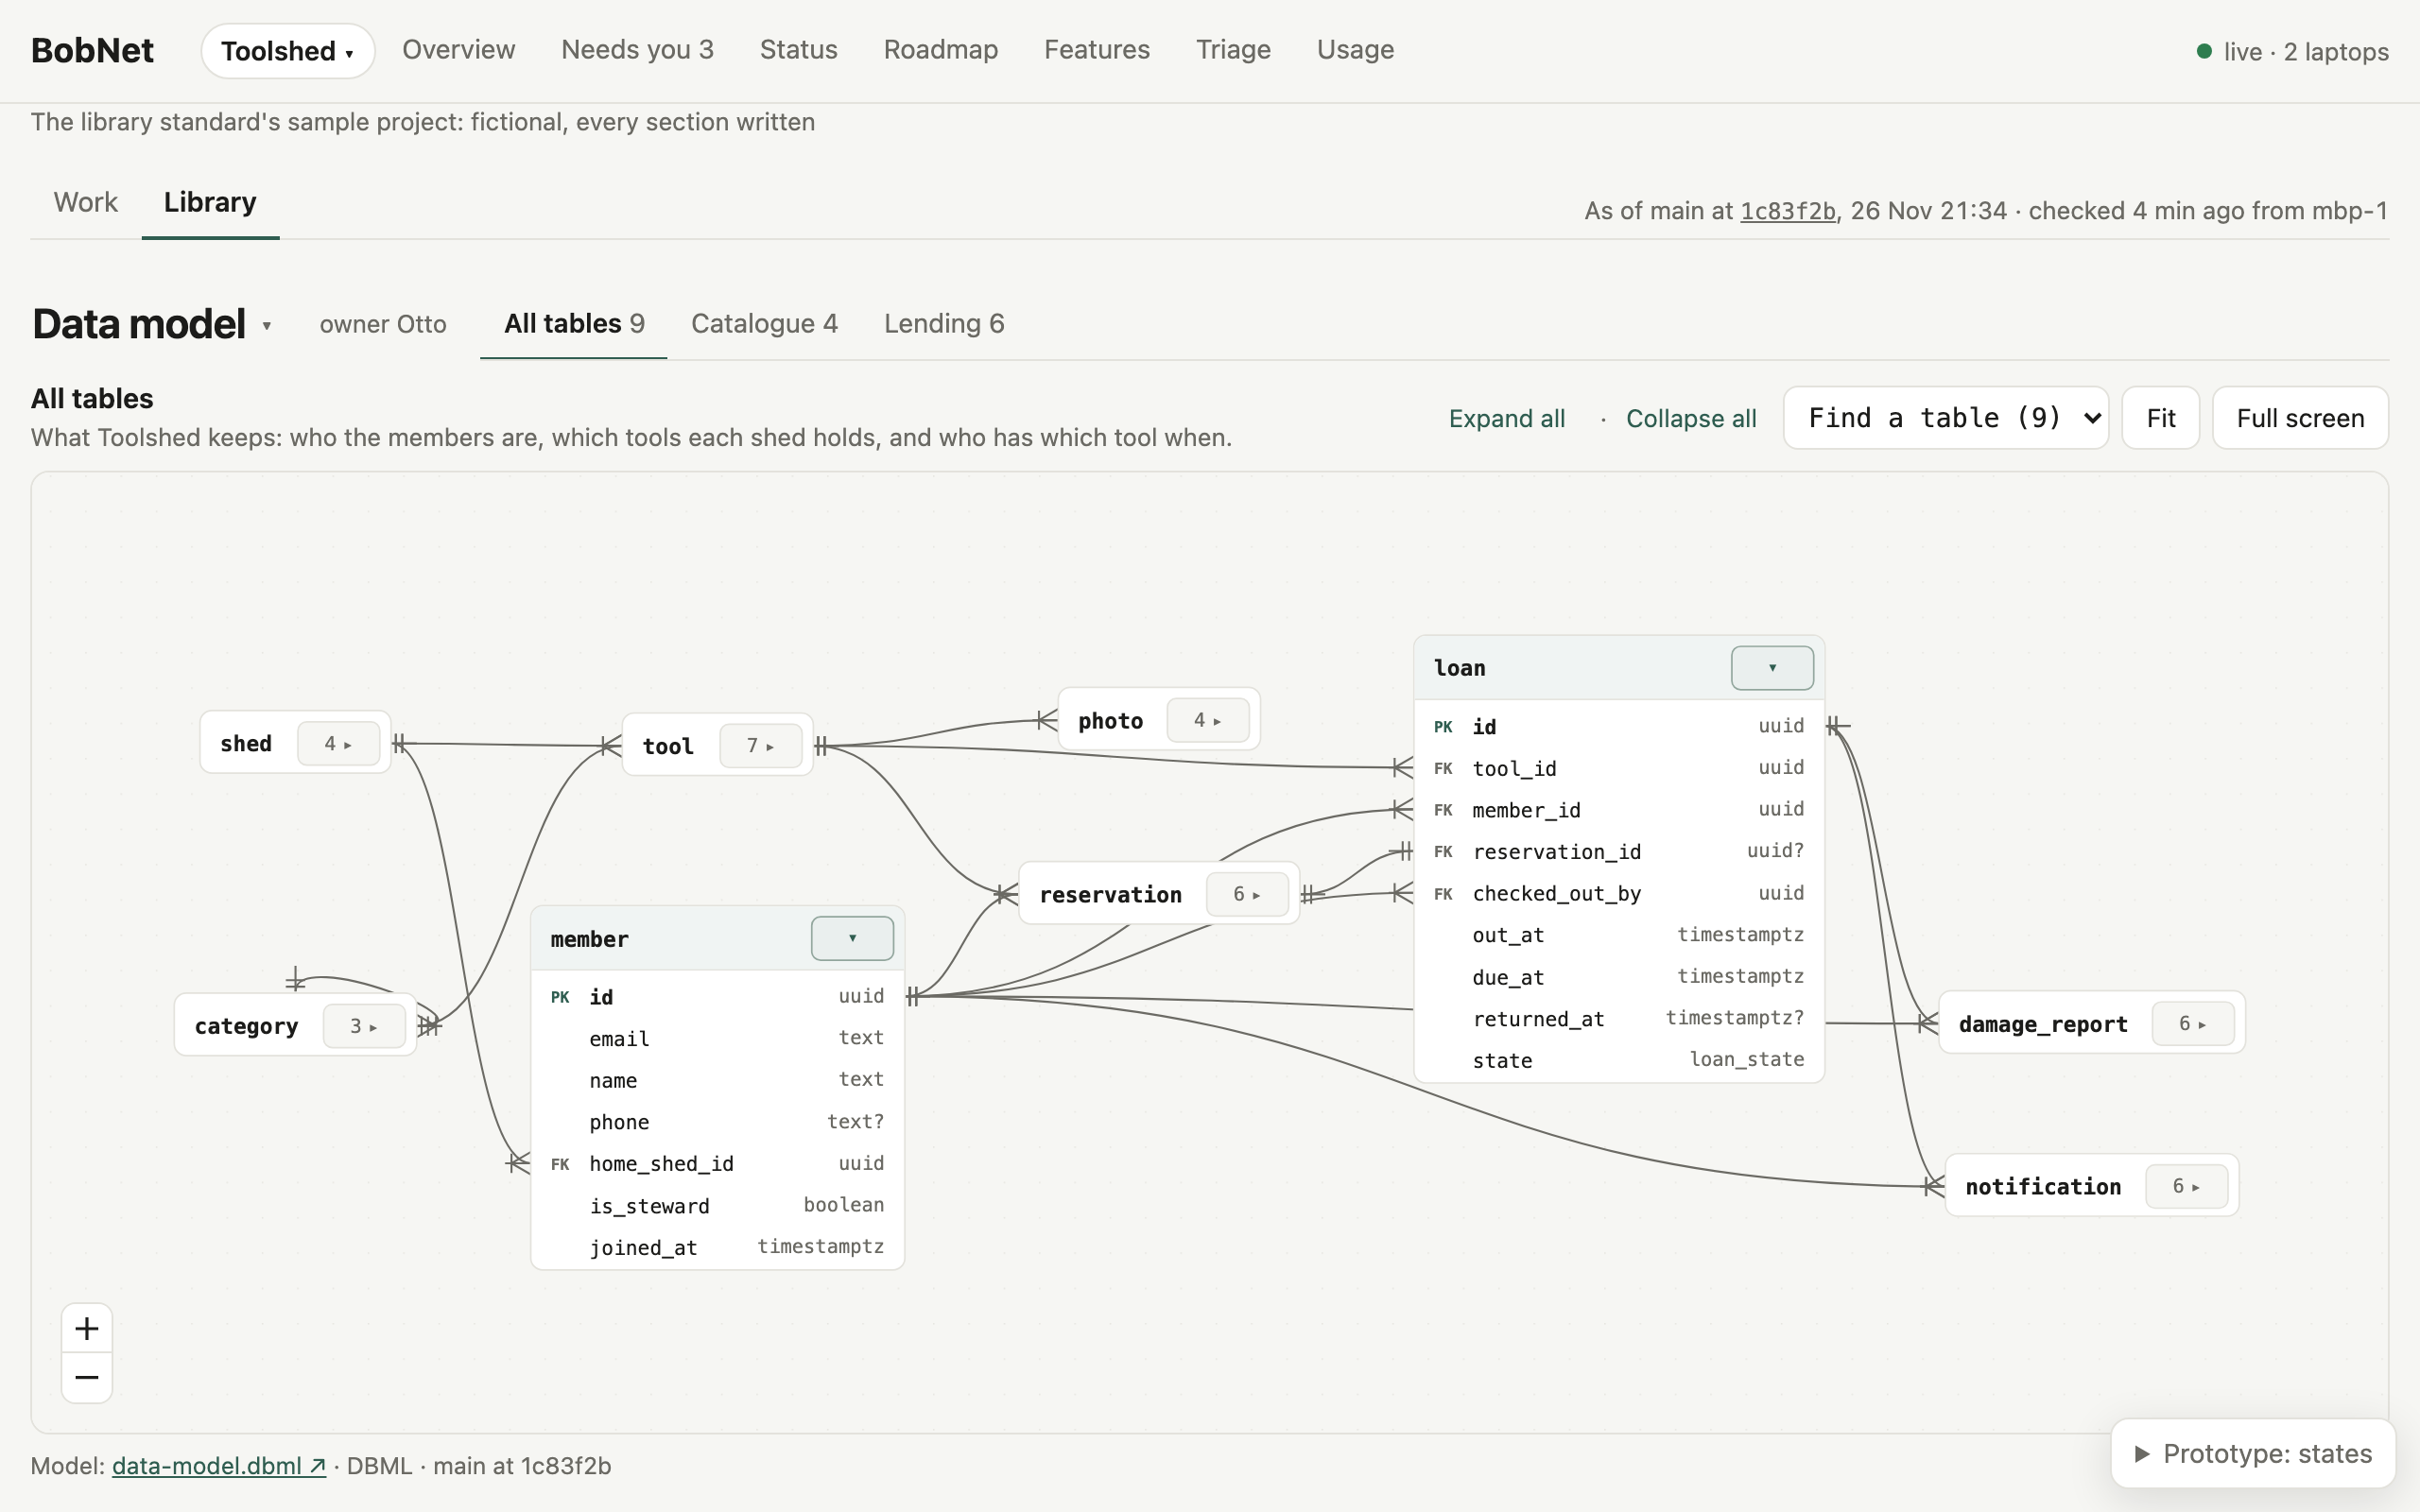 BobNet
Toolshed ▾
Overview
Needs you 3
Status
Roadmap
Features
Triage
Usage
live · 2 laptops
The library standard's sample project: fictional, every section written
Work
Library
As of main at 1c83f2b, 26 Nov 21:34 · checked 4 min ago from mbp-1
Data model ▾
owner Otto
All tables 9
Catalogue 4
Lending 6
All tables
What Toolshed keeps: who the members are, which tools each shed holds, and who has which tool when.
Expand all · Collapse all
Find a table (9)
Fit
Full screen
shed 4 ▸
tool 7 ▸
photo 4 ▸
loan ▾
PK id uuid
FK tool_id uuid
FK member_id uuid
FK reservation_id uuid?
FK checked_out_by uuid
out_at timestamptz
due_at timestamptz
returned_at timestamptz?
state loan_state
reservation 6 ▸
member ▾
PK id uuid
email text
name text
phone text?
FK home_shed_id uuid
is_steward boolean
joined_at timestamptz
category 3 ▸
damage_report 6 ▸
notification 6 ▸
+
−
Model: data-model.dbml ↗ · DBML · main at 1c83f2b
▶ Prototype: states